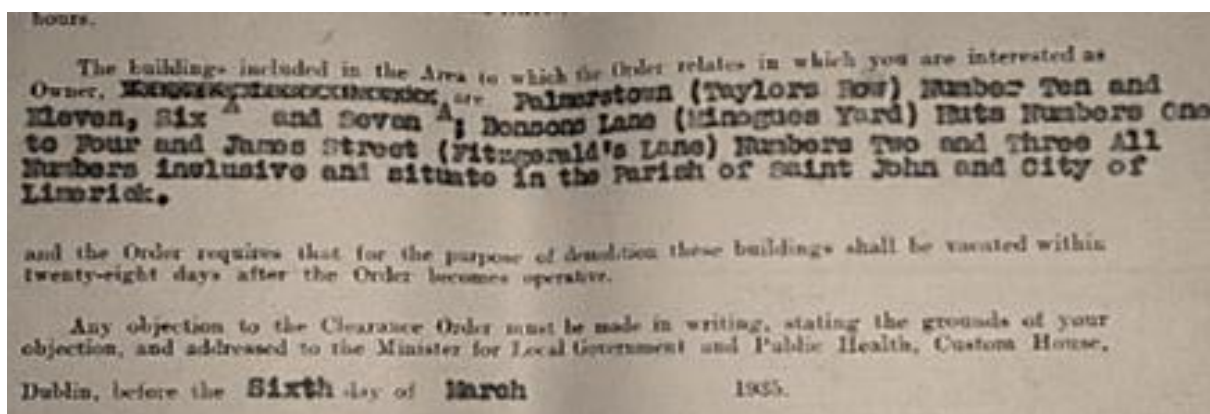 hours.
The buildings included in the Area to which the Order relates in which you are interested as
Owner, are Palmerstown (Taylors Row) Number Ten and
Eleven, Six A and Seven A; Bonsons Lane (Minogues Yard) Huts Numbers One
to Four and James Street (Fitzgerald's Lane) Numbers Two and Three All
Numbers inclusive and situate in the Parish of Saint John and City of
Limerick.
and the Order requires that for the purpose of demolition these buildings shall be vacated within
twenty-eight days after the Order becomes operative.
Any objection to the Clearance Order must be made in writing, stating the grounds of your
objection, and addressed to the Minister for Local Government and Public Health, Custom House,
Dublin, before the Sixth day of March 1935.